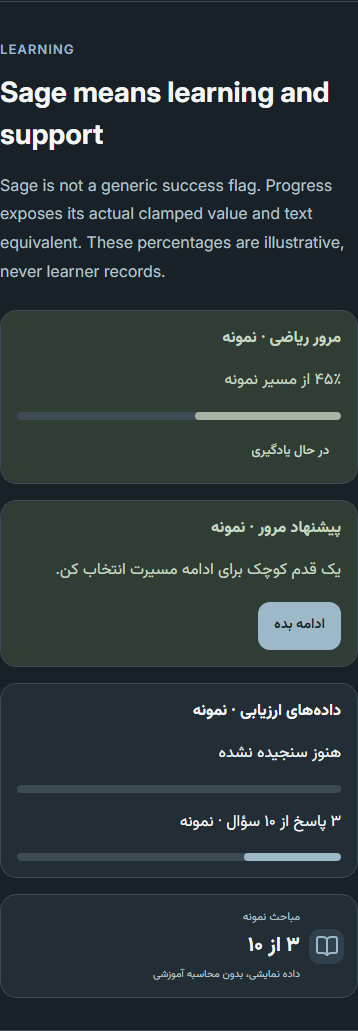 LEARNING
Sage means learning and
support
Sage is not a generic success flag. Progress
exposes its actual clamped value and text
equivalent. These percentages are illustrative,
never learner records.
مرور ریاضی · نمونه
۴۵٪ از مسیر نمونه
در حال یادگیری
پیشنهاد مرور · نمونه
یک قدم کوچک برای ادامه مسیرت انتخاب کن.
ادامه بده
داده‌های ارزیابی · نمونه
هنوز سنجیده نشده
۳ پاسخ از ۱۰ سؤال · نمونه
مباحث نمونه
۳ از ۱۰
داده نمایشی، بدون محاسبه آموزشی